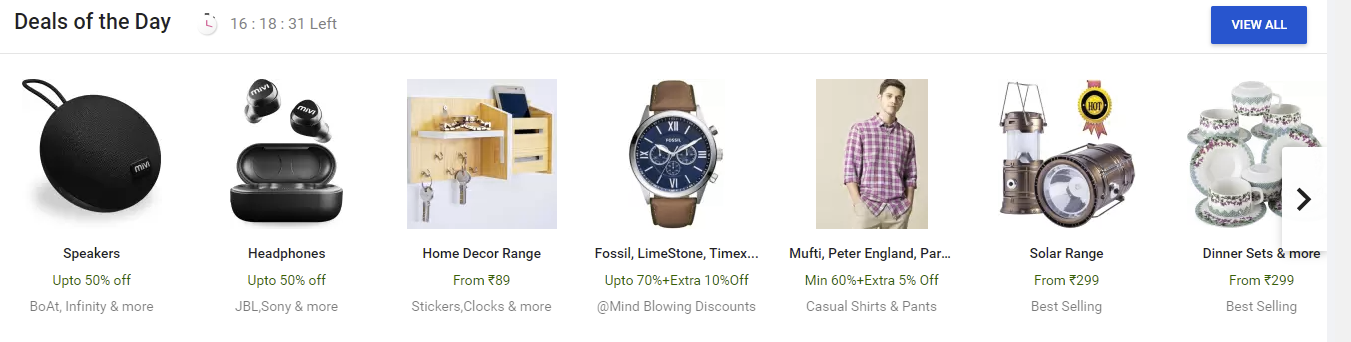 Deals of the Day
16 : 18 : 31 Left
VIEW ALL
mivi
mivi
mivi
FOSSIL
HOT
Speakers
Headphones
Home Decor Range
Fossil, LimeStone, Timex...
Mufti, Peter England, Par...
Solar Range
Dinner Sets & more
Upto 50% off
Upto 50% off
From ₹89
Upto 70%+Extra 10%Off
Min 60%+Extra 5% Off
From ₹299
From ₹299
BoAt, Infinity & more
JBL,Sony & more
Stickers,Clocks & more
@Mind Blowing Discounts
Casual Shirts & Pants
Best Selling
Best Selling